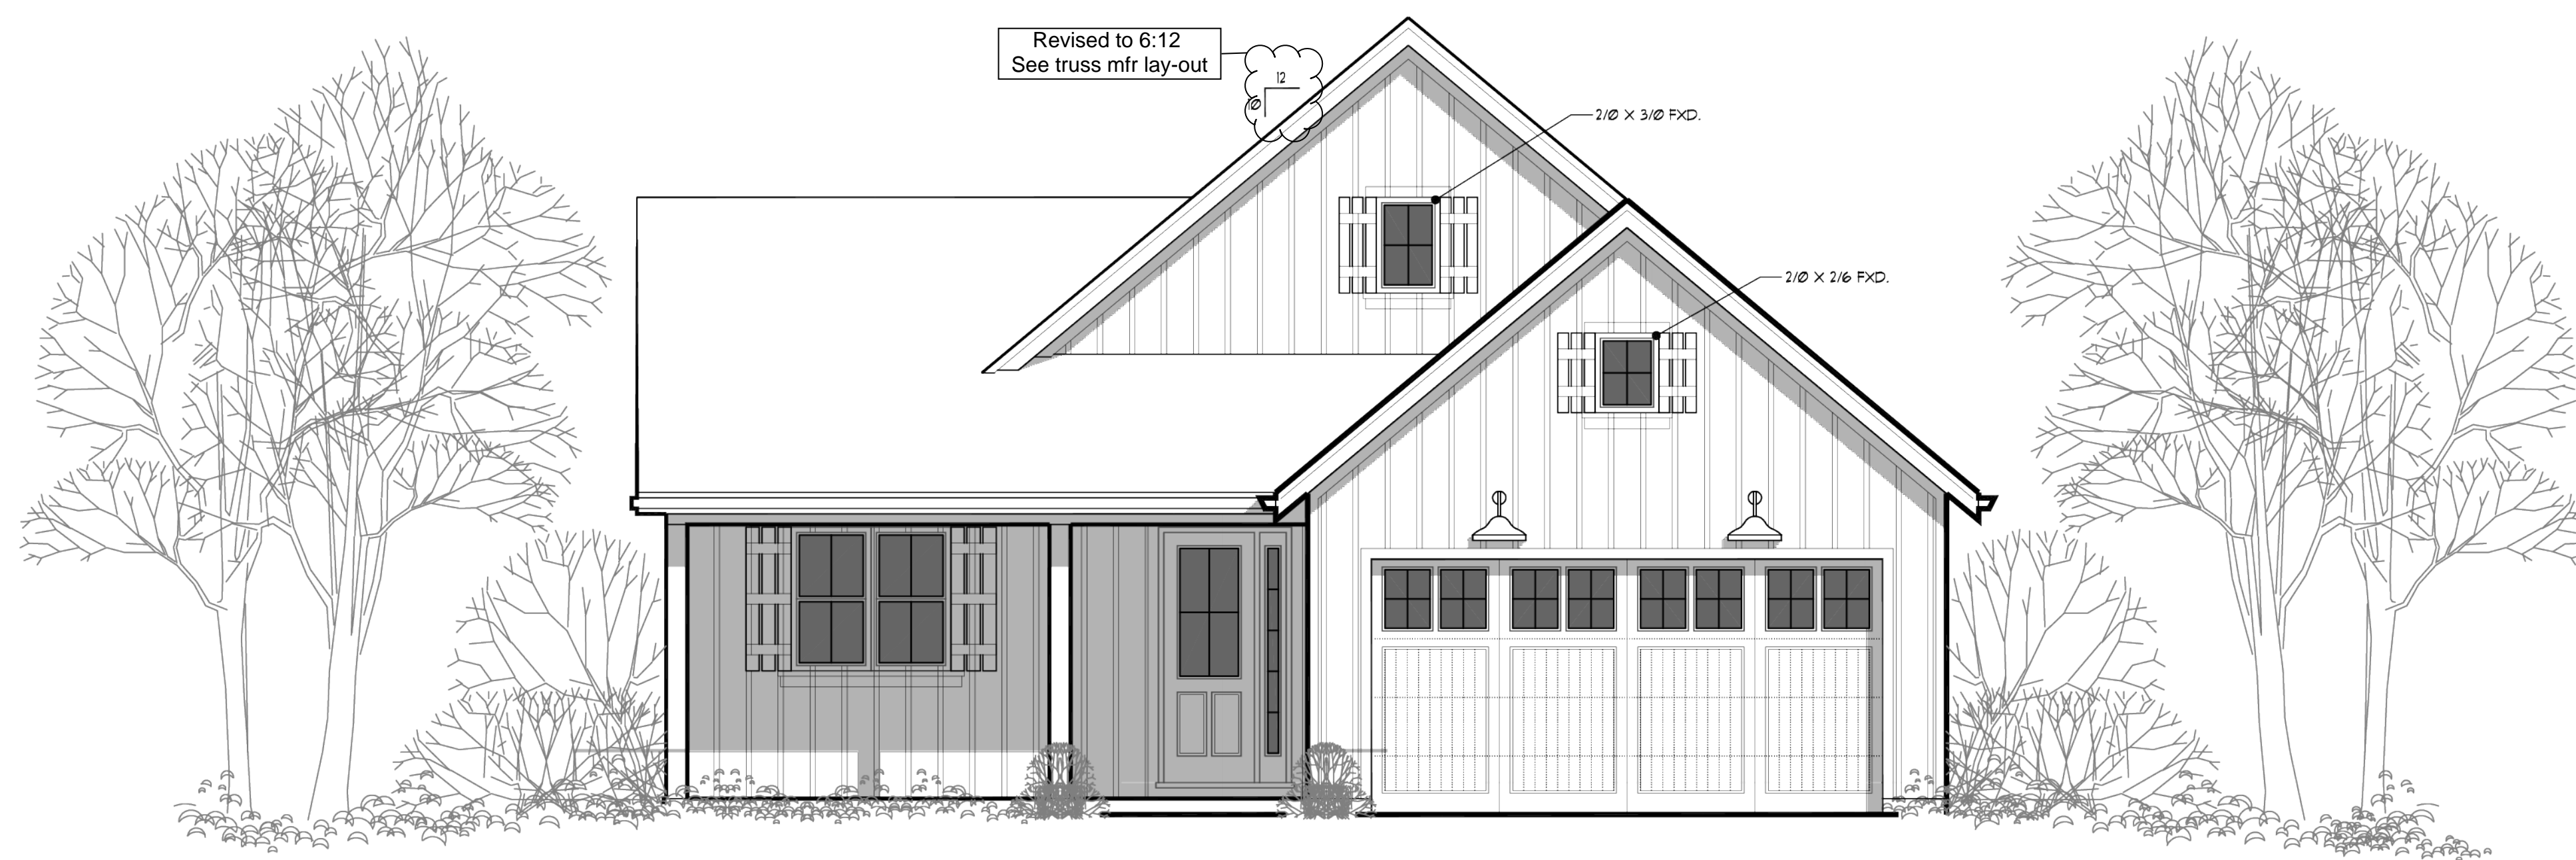 Revised to 6:12
See truss mfr lay-out
12
10
2/0 X 3/0 FXD.
2/0 X 2/6 FXD.